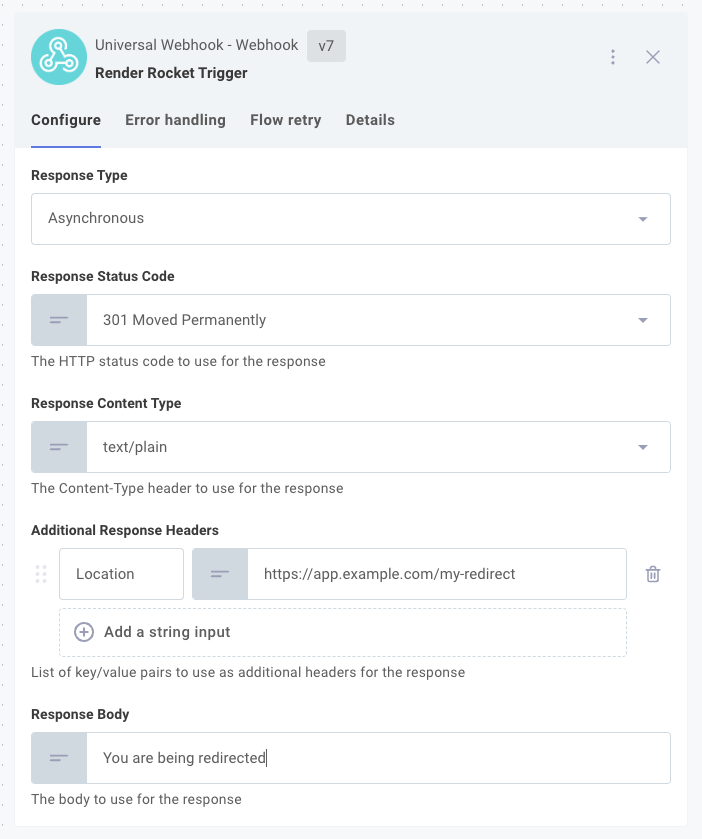 Universal Webhook - Webhook v7
Render Rocket Trigger
Configure Error handling Flow retry Details
Response Type
Asynchronous
Response Status Code
301 Moved Permanently
The HTTP status code to use for the response
Response Content Type
text/plain
The Content-Type header to use for the response
Additional Response Headers
Location https://app.example.com/my-redirect
Add a string input
List of key/value pairs to use as additional headers for the response
Response Body
You are being redirected
The body to use for the response